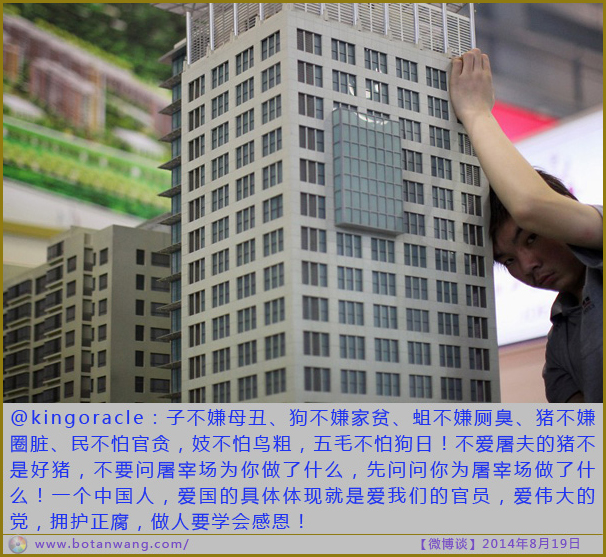 @kingoracle：子不嫌母丑、狗不嫌家贫、蛆不嫌厕臭、猪不嫌
圈脏、民不怕官贪，妓不怕鸟粗，五毛不怕狗日！不爱屠夫的猪不
是好猪，不要问屠宰场为你做了什么，先问问你为屠宰场做了什
么！一个中国人，爱国的具体体现就是爱我们的官员，爱伟大的
党，拥护正腐，做人要学会感恩！
www.botanwang.com/ 【微博谈】2014年8月19日